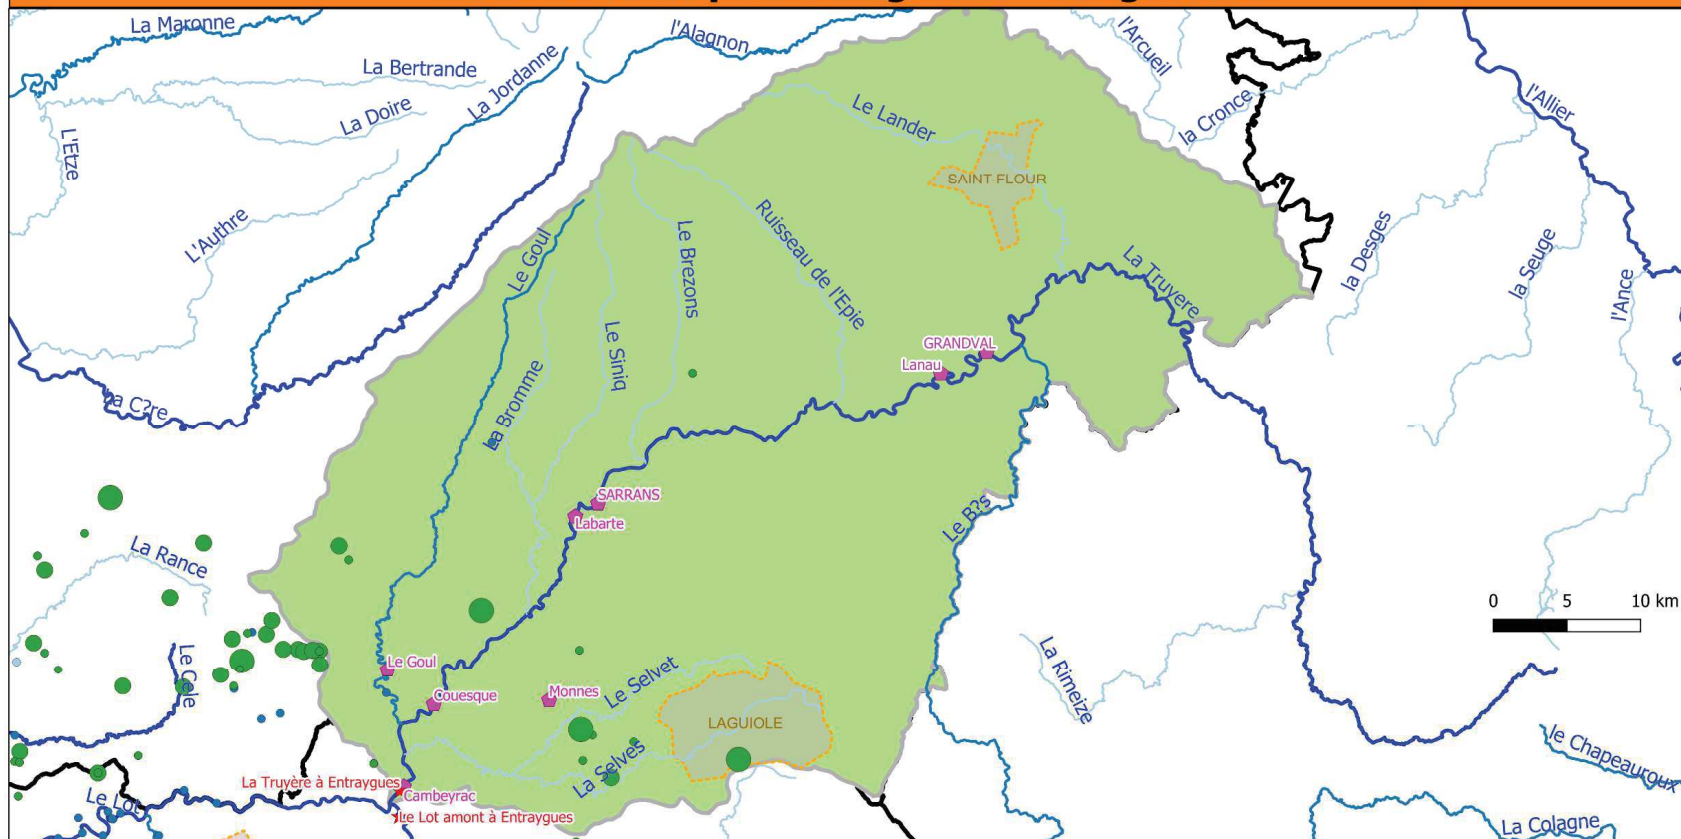 La Maronne
l'Alagnon
l'Arcueil
La Bertrande
La Jordanne
La Doire
Le Lander
la Cronce
l'Allier
L'Etze
SAINT FLOUR
L'Authre
Le Goul
Le Brezons
Ruisseau de l'Epie
La Truyere
la Desges
la Seuge
l'Ance
Le Siniq
GRANDVAL
Lanau
La Bromme
La C?re
SARRANS
Labarte
Le B?s
La Rance
0 5 10 km
Le Cele
Le Goul
Couesque
Monnes
Le Selvet
La Rimeize
LAGUIOLE
le Chapeauroux
La Selves
La Truyère à Entraygues
Cambeyrac
Le Lot
Le Lot amont à Entraygues
La Colagne